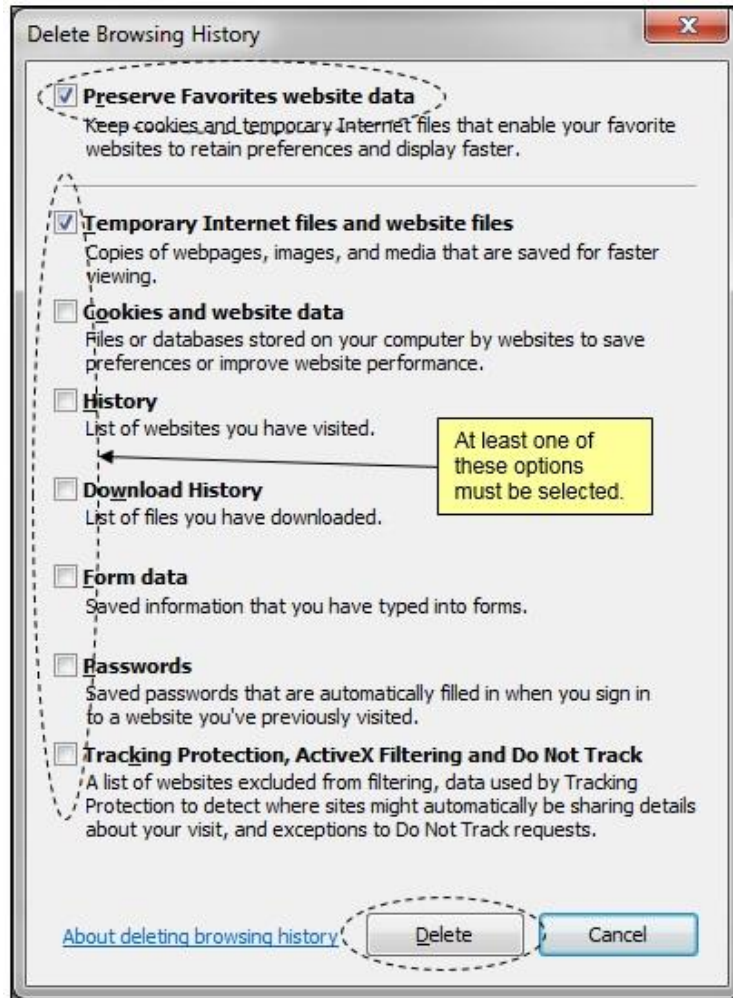 Delete Browsing History
X
Preserve Favorites website data
Keep cookies and temporary Internet files that enable your favorite
websites to retain preferences and display faster.
Temporary Internet files and website files
Copies of webpages, images, and media that are saved for faster
viewing.
Cookies and website data
Files or databases stored on your computer by websites to save
preferences or improve website performance.
History
List of websites you have visited.
At least one of
these options
must be selected.
Download History
List of files you have downloaded.
Form data
Saved information that you have typed into forms.
Passwords
Saved passwords that are automatically filled in when you sign in
to a website you've previously visited.
Tracking Protection, ActiveX Filtering and Do Not Track
A list of websites excluded from filtering, data used by Tracking
Protection to detect where sites might automatically be sharing details
about your visit, and exceptions to Do Not Track requests.
About deleting browsing history
Delete
Cancel